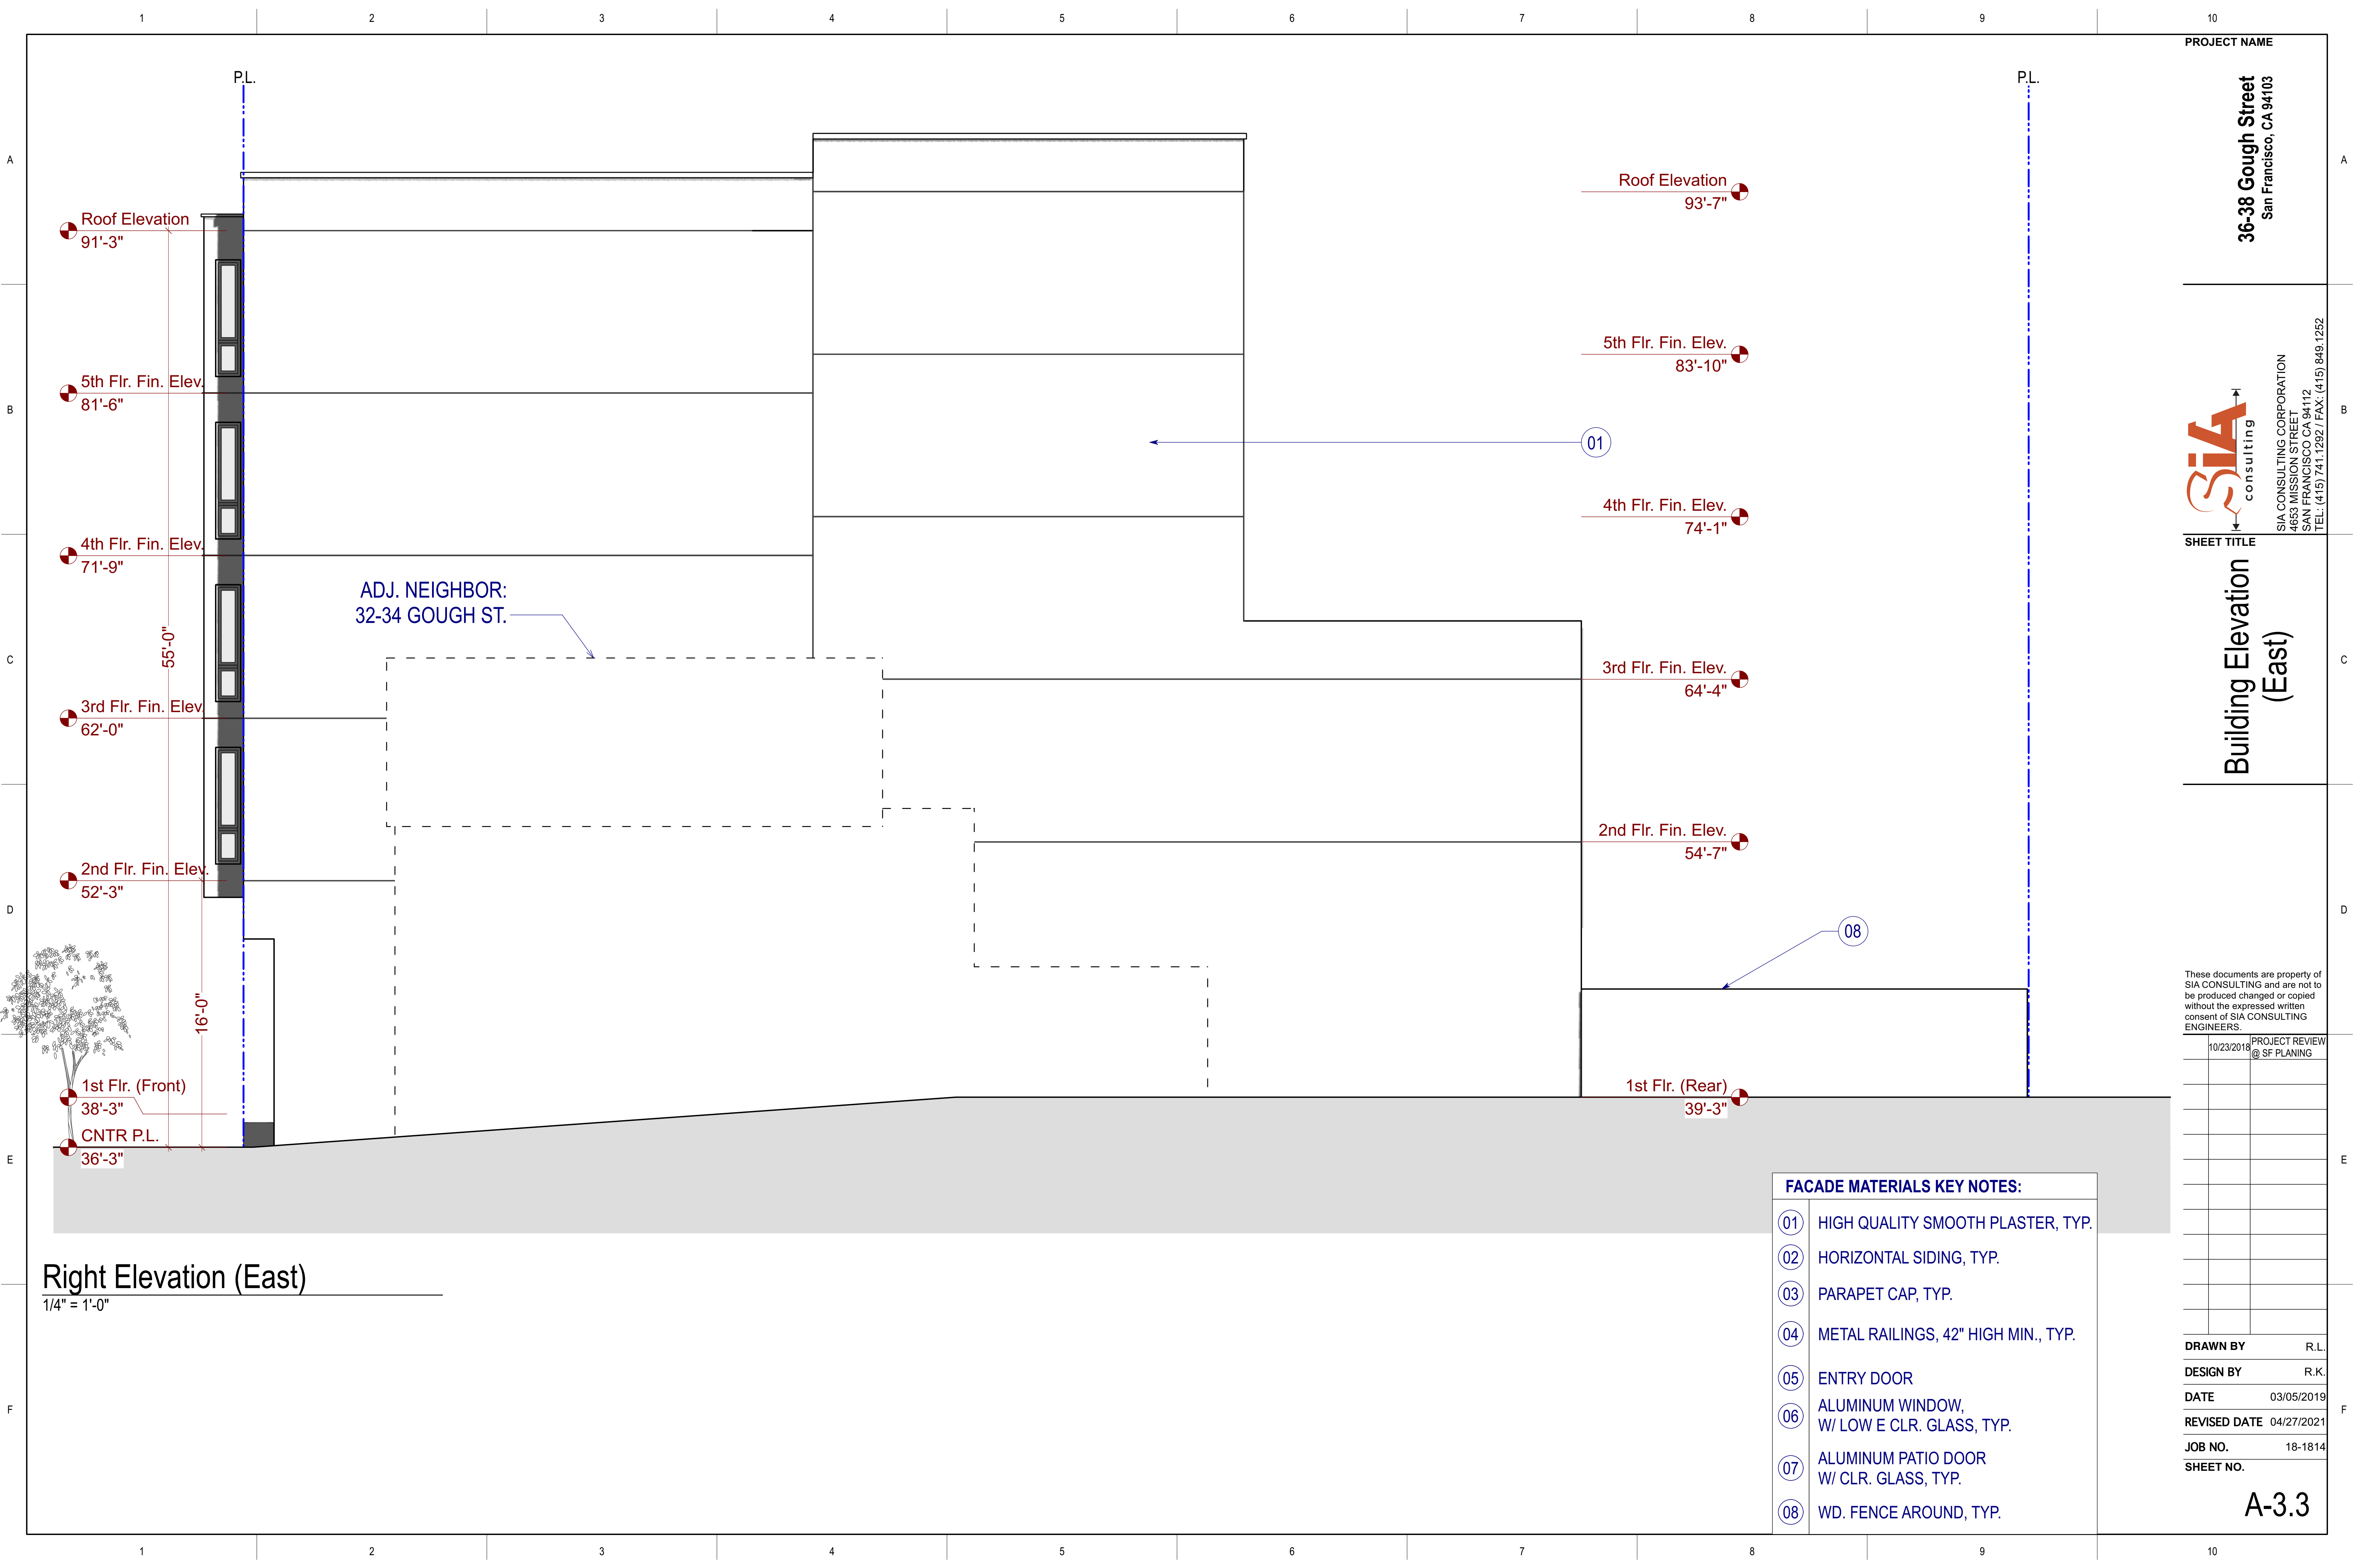 1 2 3 4 5 6 7 8 9 10
A
B
C
D
E
F
A
B
C
D
E
F
P.L.
P.L.
Roof Elevation
91'-3"
5th Flr. Fin. Elev.
81'-6"
4th Flr. Fin. Elev.
71'-9"
3rd Flr. Fin. Elev.
62'-0"
2nd Flr. Fin. Elev.
52'-3"
1st Flr. (Front)
38'-3"
CNTR P.L.
36'-3"
55'-0"
16'-0"
ADJ. NEIGHBOR:
32-34 GOUGH ST.
01
08
Roof Elevation
93'-7"
5th Flr. Fin. Elev.
83'-10"
4th Flr. Fin. Elev.
74'-1"
3rd Flr. Fin. Elev.
64'-4"
2nd Flr. Fin. Elev.
54'-7"
1st Flr. (Rear)
39'-3"
Right Elevation (East)
1/4" = 1'-0"
FACADE MATERIALS KEY NOTES:
01 HIGH QUALITY SMOOTH PLASTER, TYP.
02 HORIZONTAL SIDING, TYP.
03 PARAPET CAP, TYP.
04 METAL RAILINGS, 42" HIGH MIN., TYP.
05 ENTRY DOOR
06 ALUMINUM WINDOW,
W/ LOW E CLR. GLASS, TYP.
07 ALUMINUM PATIO DOOR
W/ CLR. GLASS, TYP.
08 WD. FENCE AROUND, TYP.
PROJECT NAME
36-38 Gough Street
San Francisco, CA 94103
SiA
consulting
SIA CONSULTING CORPORATION
4653 MISSION STREET
SAN FRANCISCO CA 94112
TEL: (415) 741.1292 / FAX: (415) 849.1252
SHEET TITLE
Building Elevation
(East)
These documents are property of
SIA CONSULTING and are not to
be produced changed or copied
without the expressed written
consent of SIA CONSULTING
ENGINEERS.
10/23/2018 PROJECT REVIEW
@ SF PLANING
DRAWN BY R.L.
DESIGN BY R.K.
DATE 03/05/2019
REVISED DATE 04/27/2021
JOB NO. 18-1814
SHEET NO.
A-3.3
1 2 3 4 5 6 7 8 9 10